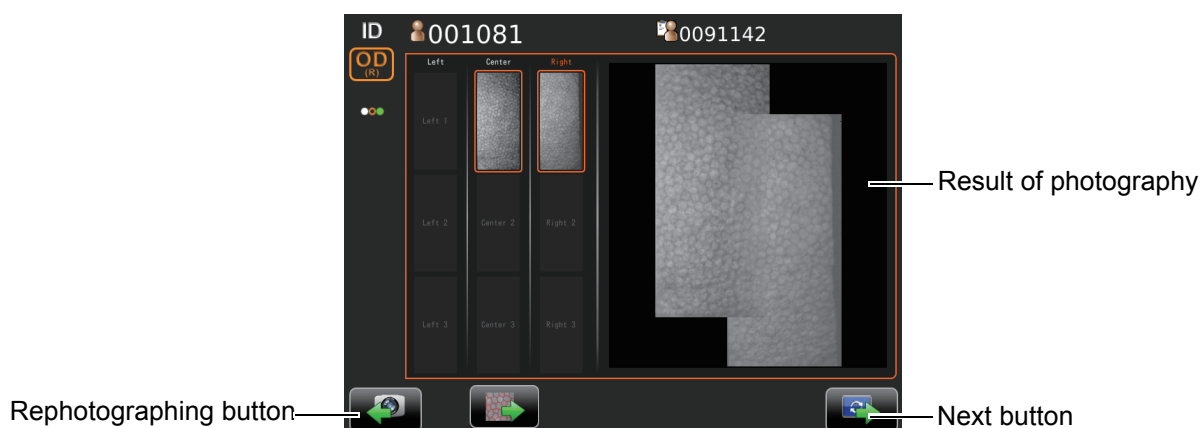 ID 001081 0091142
OD
(R)
Left Center Right
Left 1
Left 2 Center 2 Right 2
Left 3 Center 3 Right 3
Result of photography
Rephotographing button
Next button